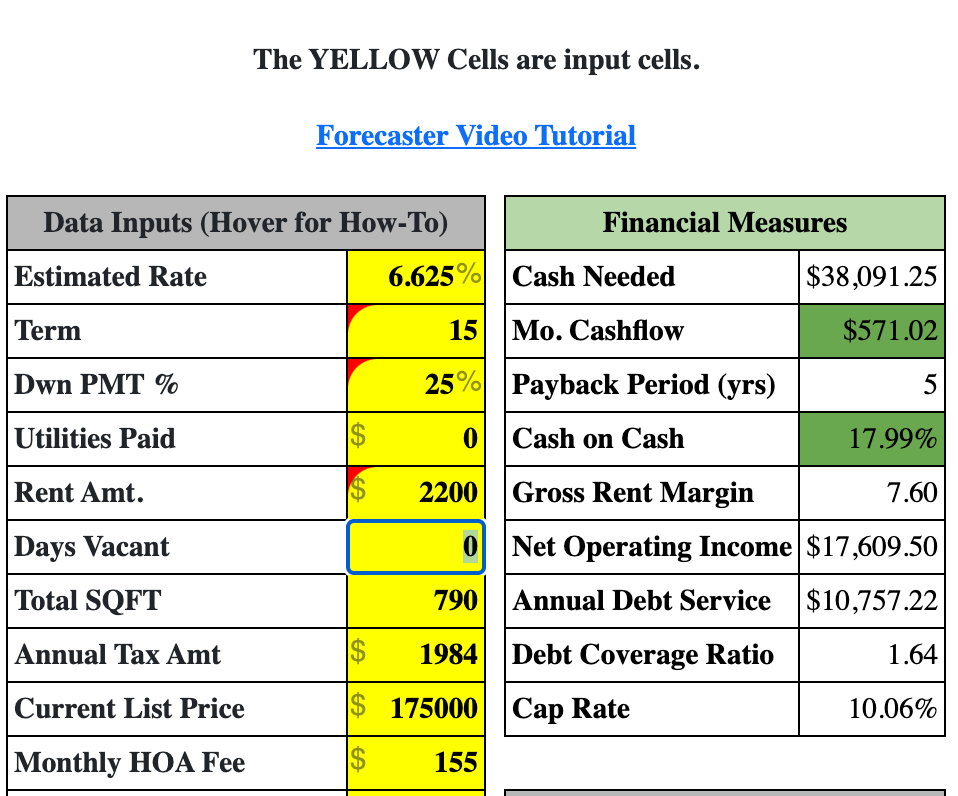 The YELLOW Cells are input cells.
Forecaster Video Tutorial
Data Inputs (Hover for How-To)
Estimated Rate 6.625%
Term 15
Dwn PMT % 25%
Utilities Paid $ 0
Rent Amt. $ 2200
Days Vacant 0
Total SQFT 790
Annual Tax Amt $ 1984
Current List Price $ 175000
Monthly HOA Fee $ 155
Financial Measures
Cash Needed $38,091.25
Mo. Cashflow $571.02
Payback Period (yrs) 5
Cash on Cash 17.99%
Gross Rent Margin 7.60
Net Operating Income $17,609.50
Annual Debt Service $10,757.22
Debt Coverage Ratio 1.64
Cap Rate 10.06%